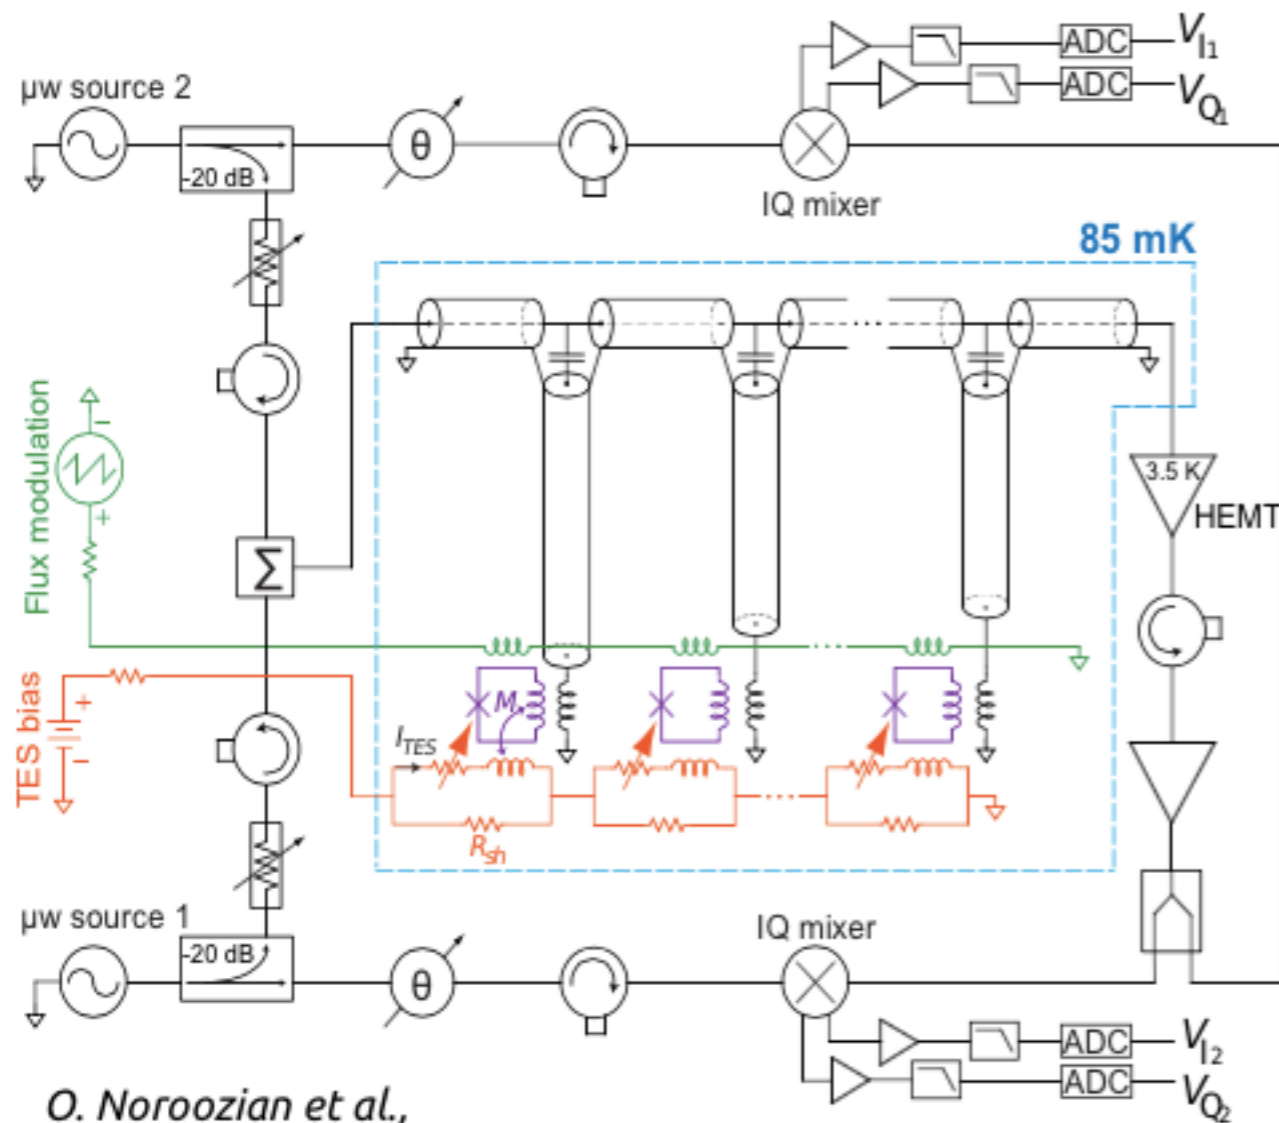 V_I1
ADC
µw source 2
ADC
V_Q1
θ
-20 dB
IQ mixer
85 mK
...
Flux modulation
−
+
3.5 K
HEMT
Σ
...
TES bias
+
−
M
I_TES
...
R_sh
µw source 1
IQ mixer
-20 dB
θ
ADC
V_I2
ADC
V_Q2
O. Noroozian et al.,